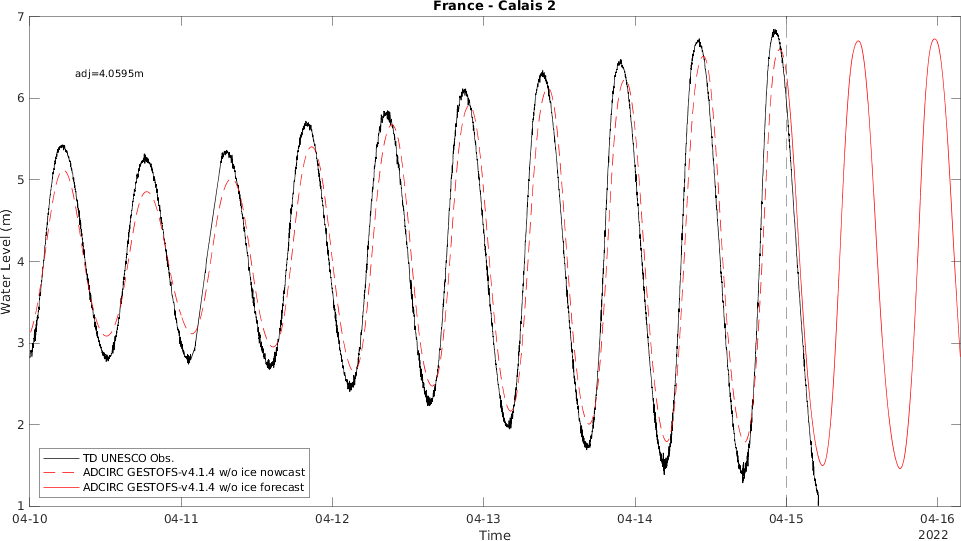 France - Calais 2
adj=4.0595m
Water Level (m)
7
6
5
4
3
2
1
TD UNESCO Obs.
ADCIRC GESTOFS-v4.1.4 w/o ice nowcast
ADCIRC GESTOFS-v4.1.4 w/o ice forecast
04-10 04-11 04-12 04-13 04-14 04-15 04-16
Time
2022